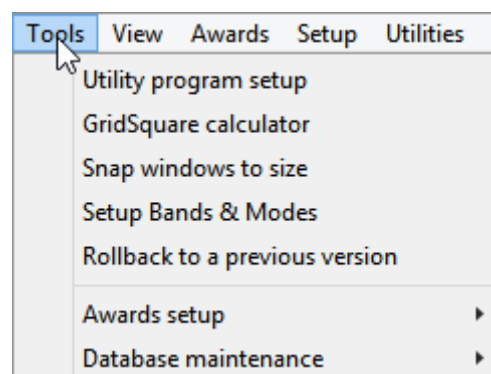 Tools View Awards Setup Utilities
Utility program setup
GridSquare calculator
Snap windows to size
Setup Bands & Modes
Rollback to a previous version
Awards setup
Database maintenance